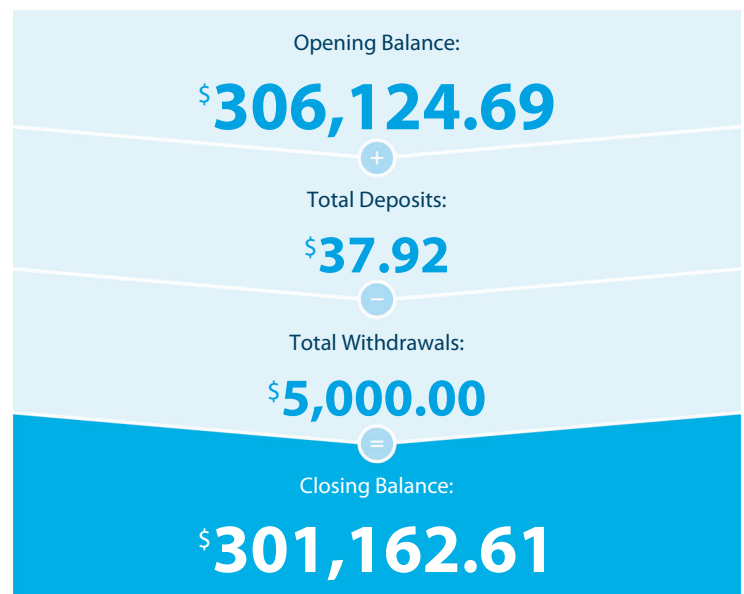 Opening Balance:
$306,124.69
+
Total Deposits:
$37.92
−
Total Withdrawals:
$5,000.00
=
Closing Balance:
$301,162.61